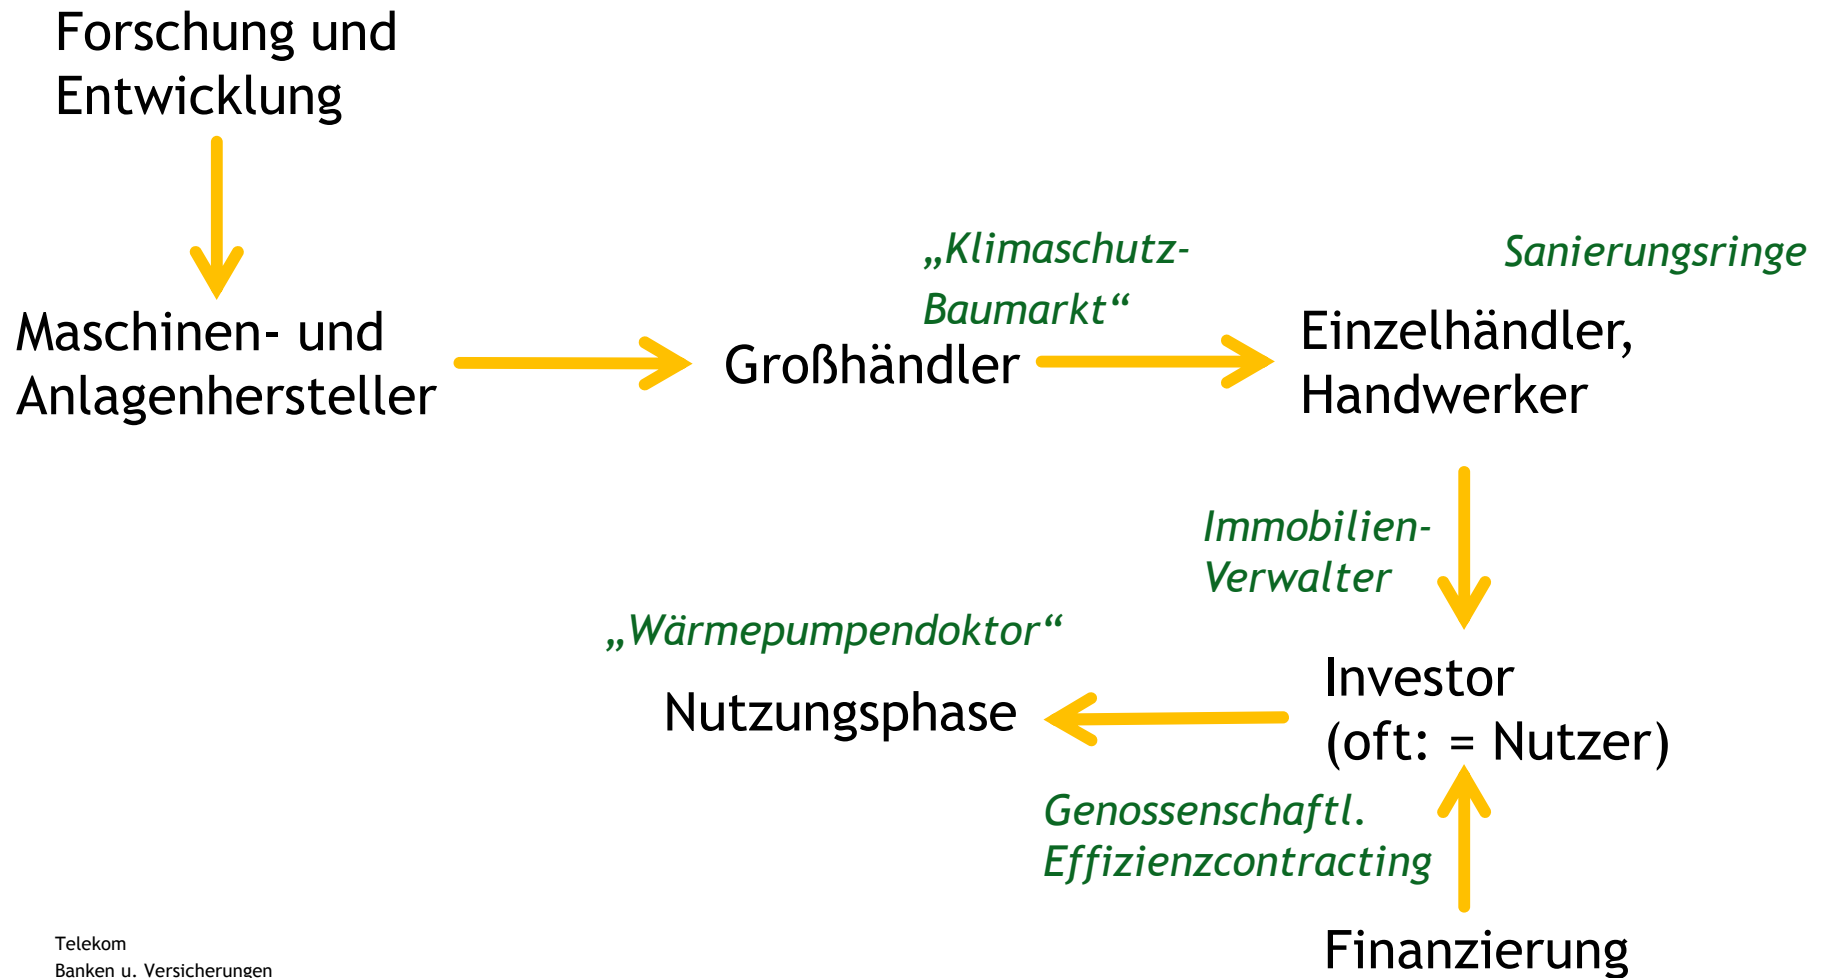 Forschung und
Entwicklung
„Klimaschutz-
Baumarkt“
Sanierungsringe
Maschinen- und
Anlagenhersteller
Großhändler
Einzelhändler,
Handwerker
Immobilien-
Verwalter
„Wärmepumpendoktor“
Nutzungsphase
Investor
(oft: = Nutzer)
Genossenschaftl.
Effizienzcontracting
Finanzierung
Telekom
Banken u. Versicherungen